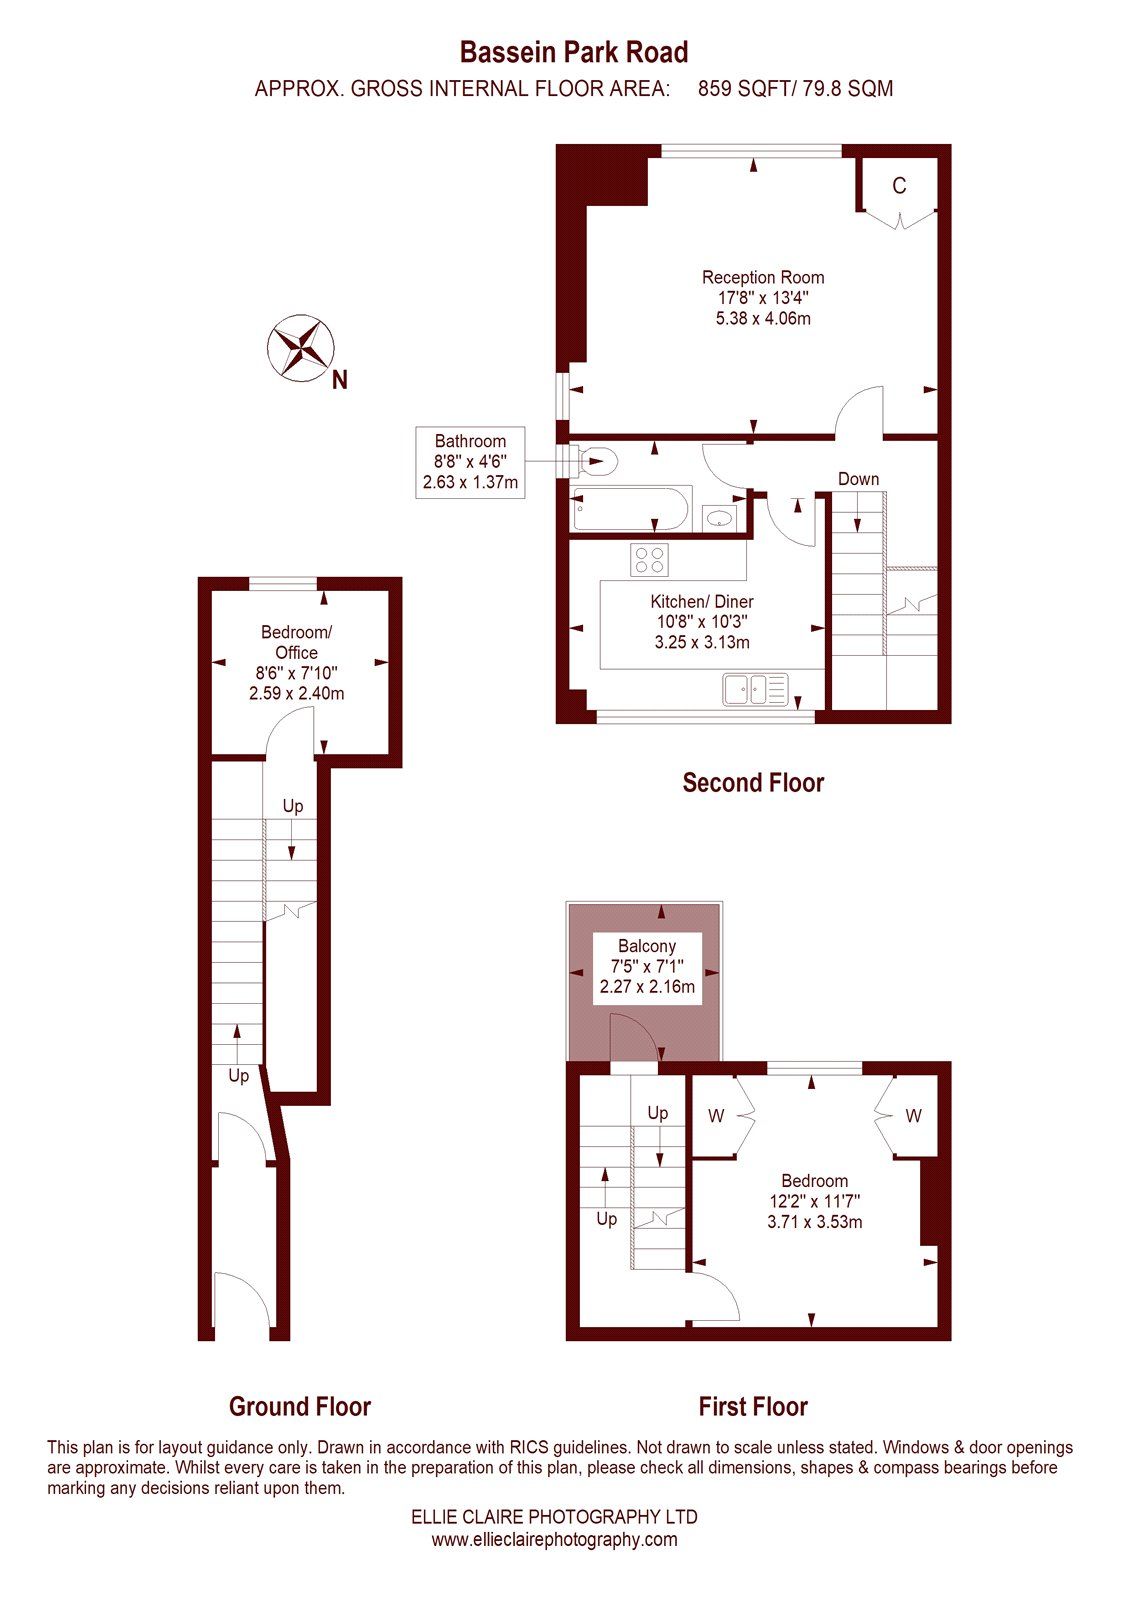 Bassein Park Road
APPROX. GROSS INTERNAL FLOOR AREA: 859 SQFT/ 79.8 SQM
C
Reception Room
17'8" x 13'4"
5.38 x 4.06m
N
Bathroom
8'8" x 4'6"
2.63 x 1.37m
Down
Kitchen/ Diner
10'8" x 10'3"
3.25 x 3.13m
Second Floor
Bedroom/
Office
8'6" x 7'10"
2.59 x 2.40m
Up
Up
Ground Floor
Balcony
7'5" x 7'1"
2.27 x 2.16m
Up
W
W
Bedroom
12'2" x 11'7"
3.71 x 3.53m
Up
First Floor
This plan is for layout guidance only. Drawn in accordance with RICS guidelines. Not drawn to scale unless stated. Windows & door openings
are approximate. Whilst every care is taken in the preparation of this plan, please check all dimensions, shapes & compass bearings before
marking any decisions reliant upon them.
ELLIE CLAIRE PHOTOGRAPHY LTD
www.ellieclairephotography.com